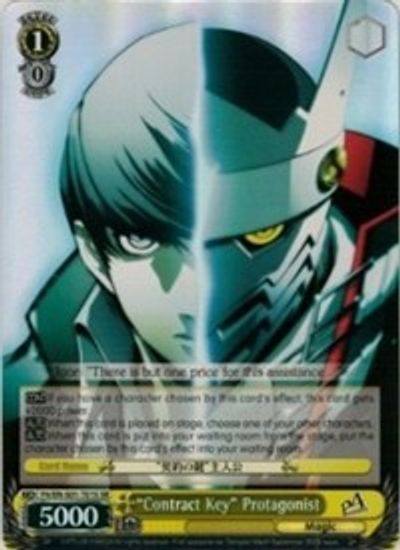 1
0
Igor: "There is but one price for this assistance...
If you have a character chosen by this card's effect, this card gets
+2000 power.
When this card is placed on stage, choose one of your other characters.
When this card is put into your waiting room from the stage, put the
character chosen by this card's effect into your waiting room.
Card Name
"契約の鍵"主人公
"Contract Key" Protagonist
5000
Magic